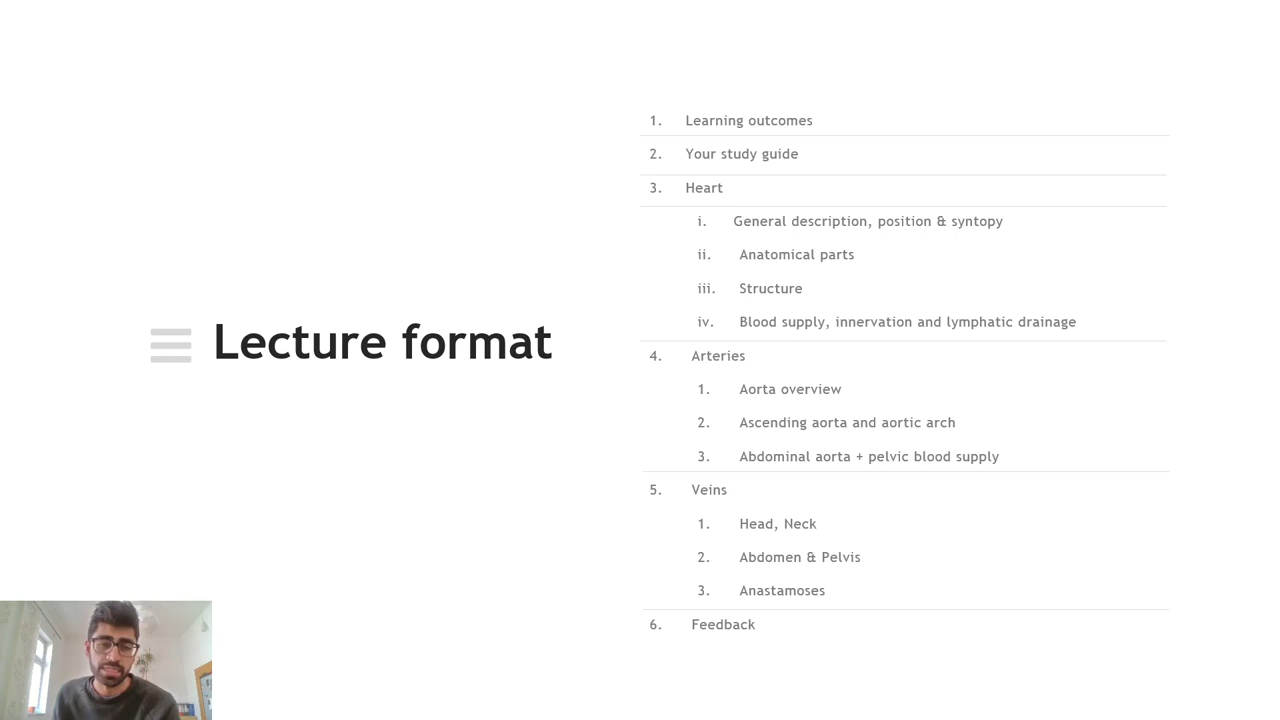 Lecture format
1. Learning outcomes
2. Your study guide
3. Heart
i. General description, position & syntopy
ii. Anatomical parts
iii. Structure
iv. Blood supply, innervation and lymphatic drainage
4. Arteries
1. Aorta overview
2. Ascending aorta and aortic arch
3. Abdominal aorta + pelvic blood supply
5. Veins
1. Head, Neck
2. Abdomen & Pelvis
3. Anastamoses
6. Feedback